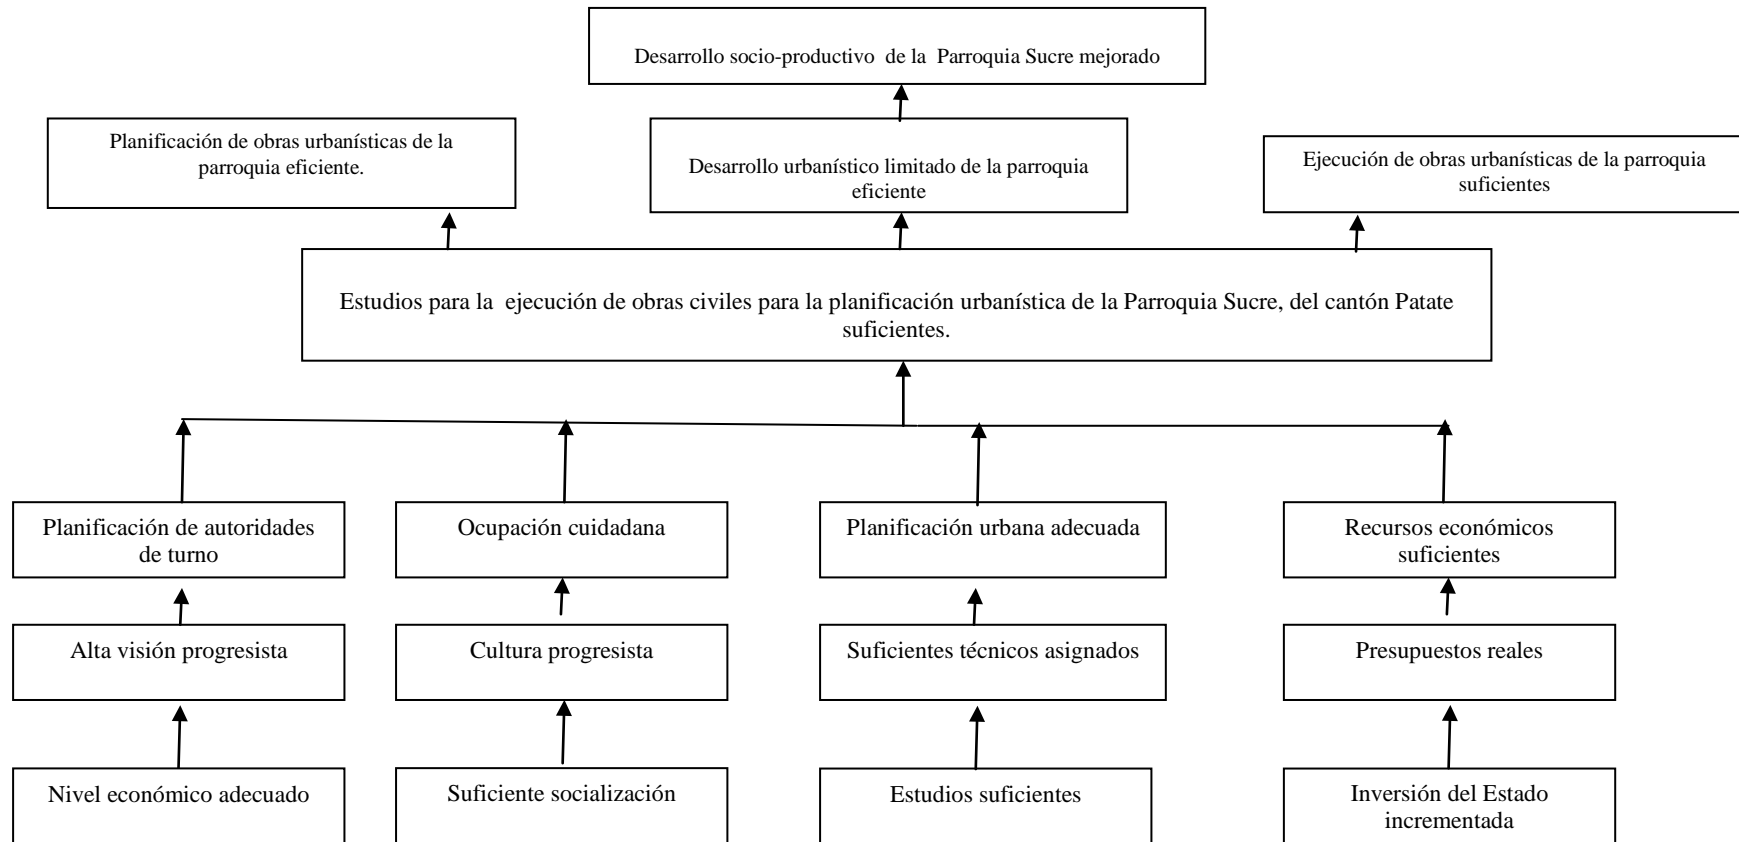 Desarrollo socio-productivo de la Parroquia Sucre mejorado
Planificación de obras urbanísticas de la
parroquia eficiente.
Desarrollo urbanístico limitado de la parroquia
eficiente
Ejecución de obras urbanísticas de la parroquia
suficientes
Estudios para la ejecución de obras civiles para la planificación urbanística de la Parroquia Sucre, del cantón Patate
suficientes.
Planificación de autoridades
de turno
Ocupación cuidadana
Planificación urbana adecuada
Recursos económicos
suficientes
Alta visión progresista
Cultura progresista
Suficientes técnicos asignados
Presupuestos reales
Nivel económico adecuado
Suficiente socialización
Estudios suficientes
Inversión del Estado
incrementada